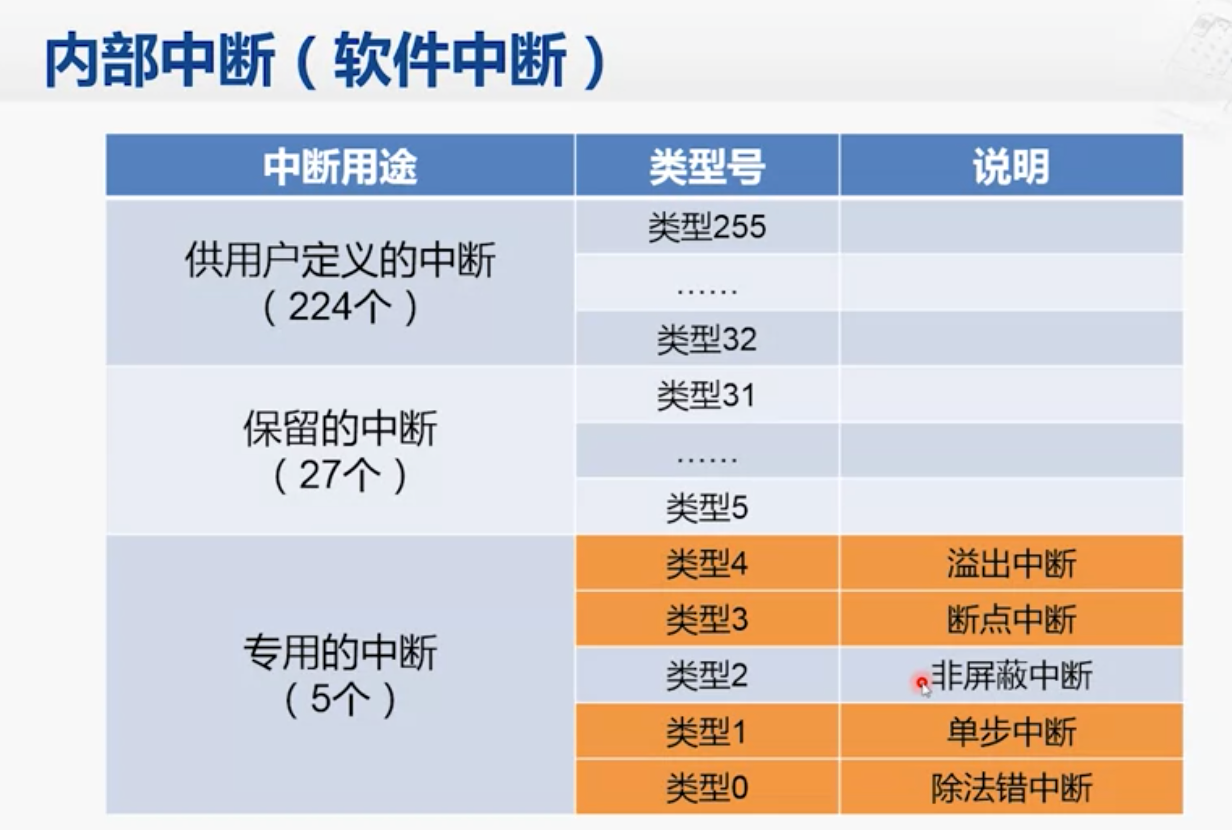 内部中断（软件中断）
中断用途 类型号 说明
供用户定义的中断
（224个）
类型255
……
类型32
保留的中断
（27个）
类型31
……
类型5
专用的中断
（5个）
类型4 溢出中断
类型3 断点中断
类型2 非屏蔽中断
类型1 单步中断
类型0 除法错中断